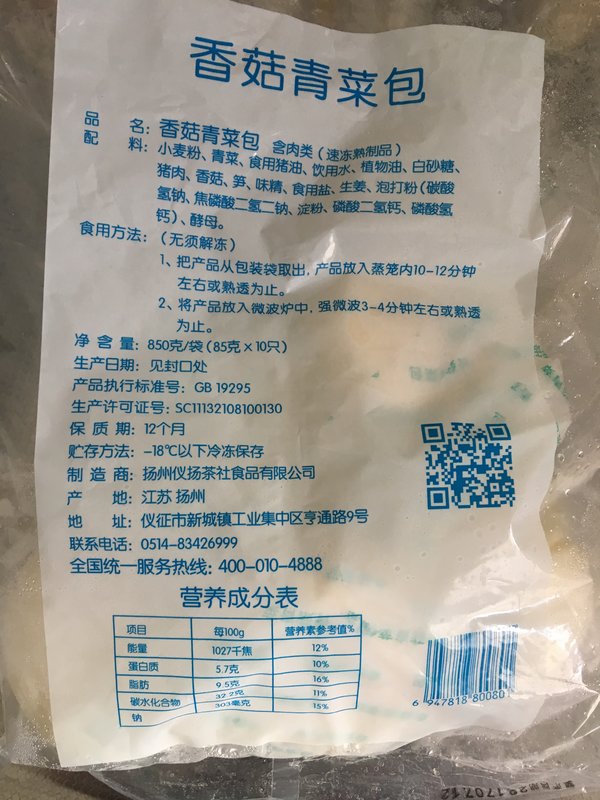 香菇青菜包
品 名：香菇青菜包 含肉类（速冻熟制品）
配 料：小麦粉、青菜、食用猪油、饮用水、植物油、白砂糖、
猪肉、香菇、笋、味精、食用盐、生姜、泡打粉（碳酸
氢钠、焦磷酸二氢二钠、淀粉、磷酸二氢钙、磷酸氢
钙）、酵母。
食用方法：（无须解冻）
1、把产品从包装袋取出，产品放入蒸笼内10-12分钟
左右或熟透为止。
2、将产品放入微波炉中，强微波3-4分钟左右或熟透
为止。
净 含 量：850克/袋（85克×10只）
生产日期：见封口处
产品执行标准号：GB 19295
生产许可证号：SC11132108100130
保 质 期：12个月
贮存方法：-18℃以下冷冻保存
制 造 商：扬州仪扬茶社食品有限公司
产 地：江苏 扬州
地 址：仪征市新城镇工业集中区亨通路9号
联系电话：0514-83426999
全国统一服务热线：400-010-4888
营养成分表
项目 每100g 营养素参考值%
能量 1027千焦 12%
蛋白质 5.7克 10%
脂肪 9.5克 16%
碳水化合物 32.2克 11%
钠 303毫克 15%
6 947818 80080